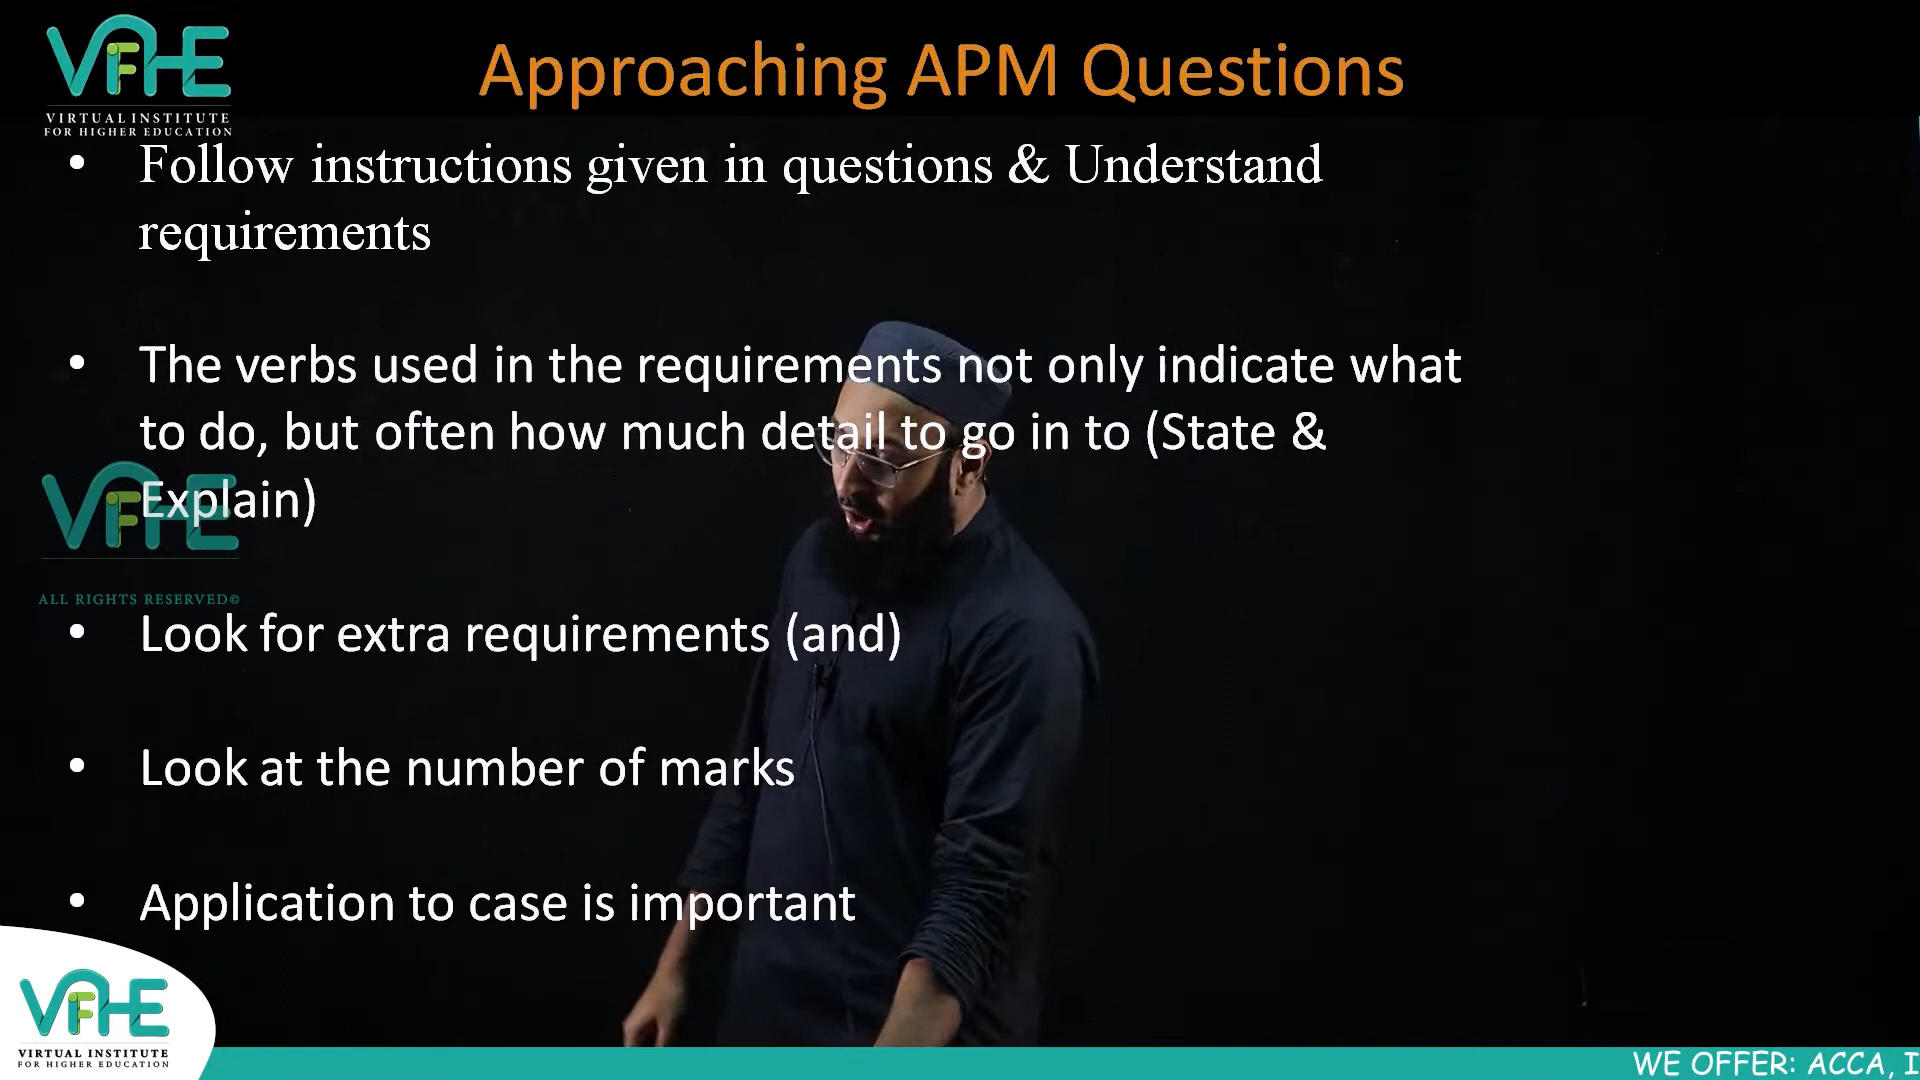 VIFHE
VIRTUAL INSTITUTE
FOR HIGHER EDUCATION
Approaching APM Questions
• Follow instructions given in questions & Understand
requirements
• The verbs used in the requirements not only indicate what
to do, but often how much detail to go in to (State &
Explain)
VIFHE
ALL RIGHTS RESERVED©
• Look for extra requirements (and)
• Look at the number of marks
• Application to case is important
VIFHE
VIRTUAL INSTITUTE
FOR HIGHER EDUCATION
WE OFFER: ACCA, I